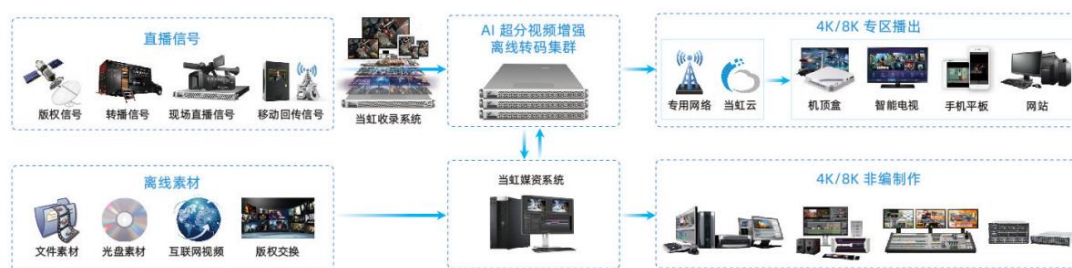 直播信号
版权信号
转播信号
现场直播信号
移动回传信号
当虹收录系统
AI 超分视频增强
离线转码集群
4K/8K 专区播出
专用网络
当虹云
机顶盒
智能电视
手机平板
网站
离线素材
文件素材
光盘素材
互联网视频
版权交换
当虹媒资系统
4K/8K 非编制作